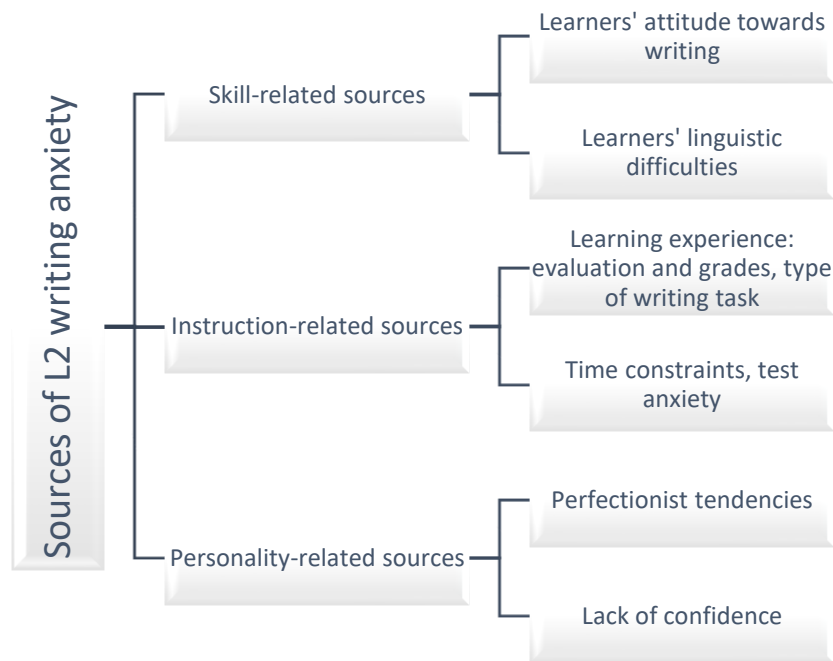 Sources of L2 writing anxiety
Skill-related sources
Learners' attitude towards
writing
Learners' linguistic
difficulties
Instruction-related sources
Learning experience:
evaluation and grades, type
of writing task
Time constraints, test
anxiety
Personality-related sources
Perfectionist tendencies
Lack of confidence